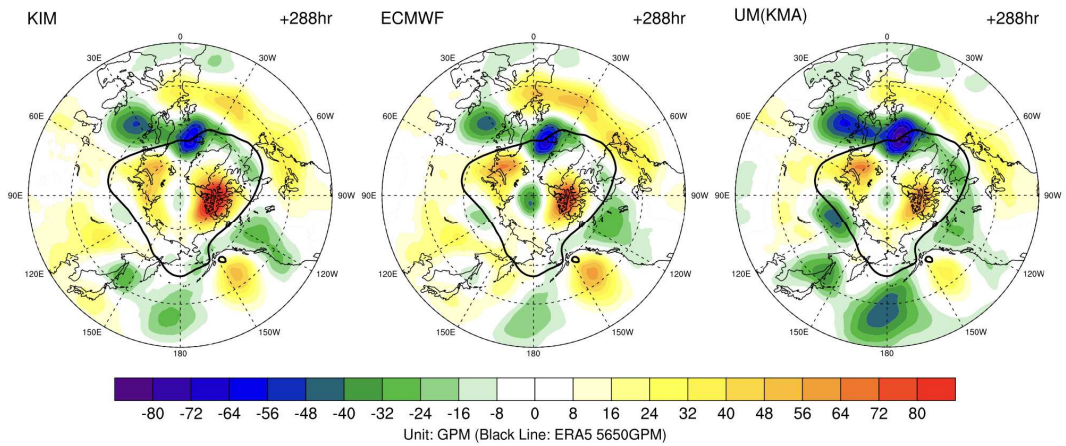 KIM +288hr ECMWF +288hr UM(KMA) +288hr
0 0 0
30E 30W 30E 30W 30E 30W
60E 60W 60E 60W 60E 60W
90E 90W 90E 90W 90E 90W
120E 120W 120E 120W 120E 120W
150E 150W 150E 150W 150E 150W
180 180 180
-80 -72 -64 -56 -48 -40 -32 -24 -16 -8 0 8 16 24 32 40 48 56 64 72 80
Unit: GPM (Black Line: ERA5 5650GPM)